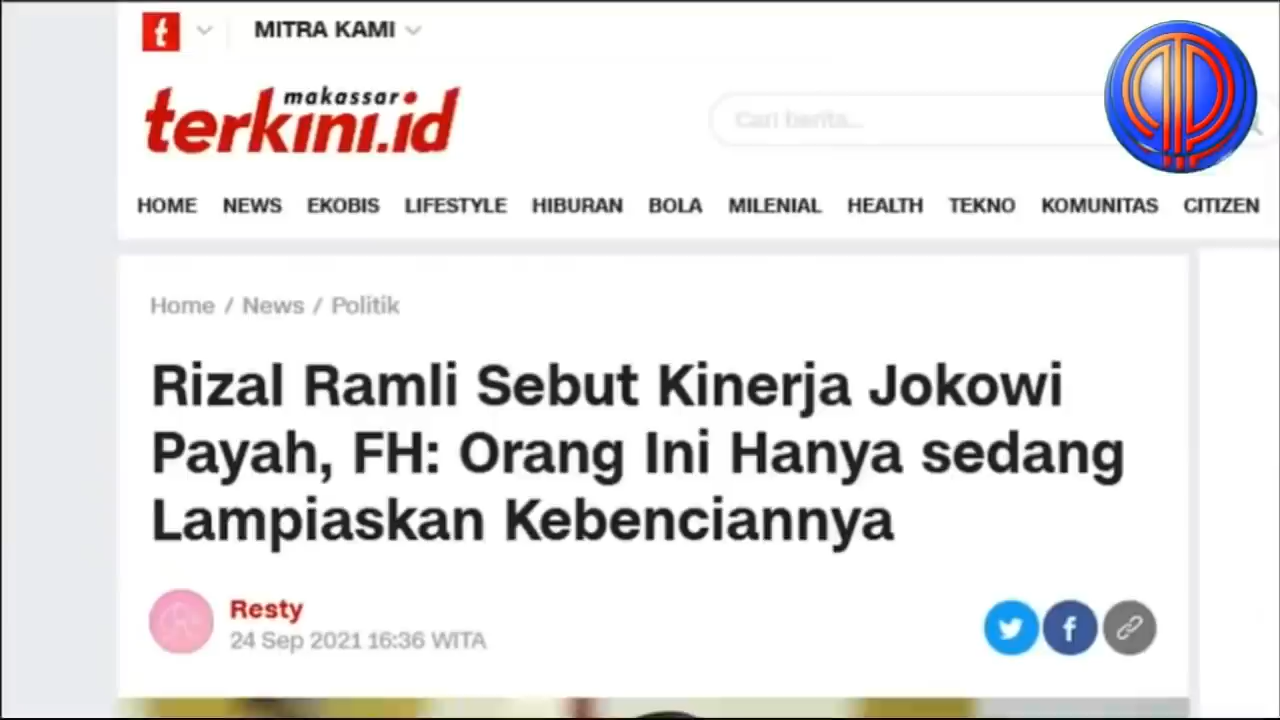 t MITRA KAMI
makassar
terkini.id
Cari berita...
HOME NEWS EKOBIS LIFESTYLE HIBURAN BOLA MILENIAL HEALTH TEKNO KOMUNITAS CITIZEN
Home / News / Politik
Rizal Ramli Sebut Kinerja Jokowi
Payah, FH: Orang Ini Hanya sedang
Lampiaskan Kebenciannya
Resty
24 Sep 2021 16:36 WITA